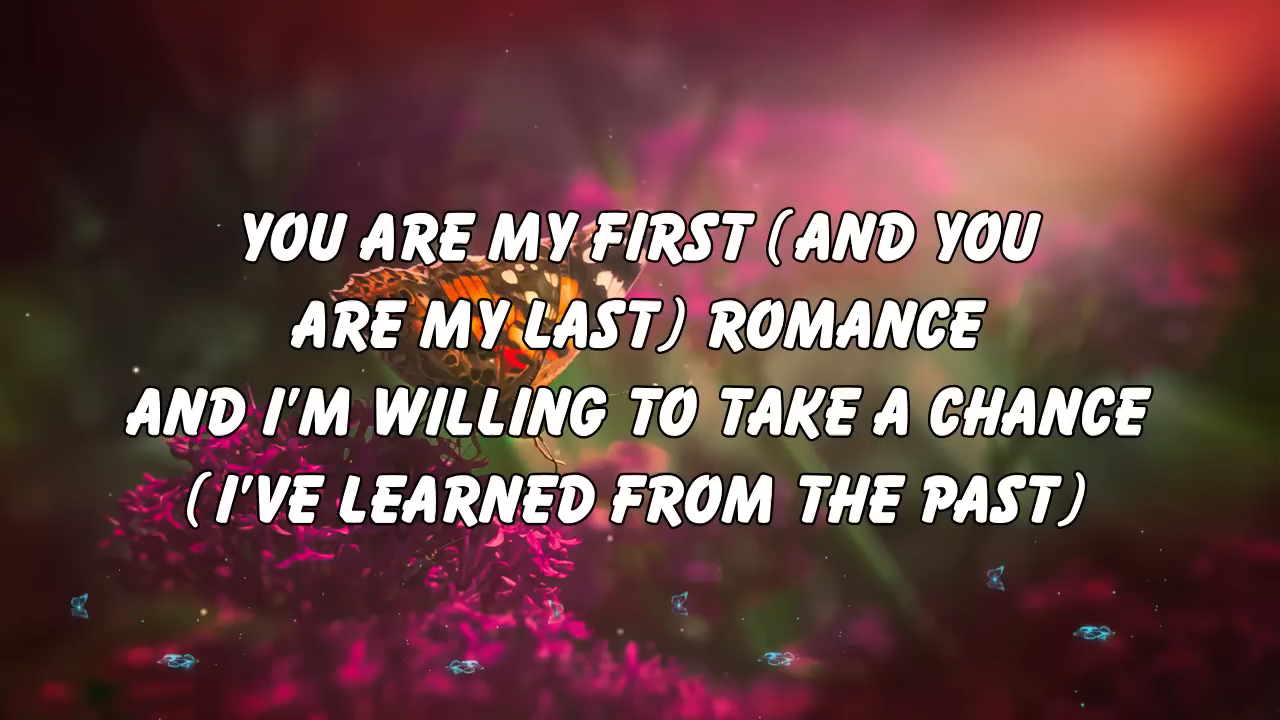 YOU ARE MY FIRST (AND YOU
ARE MY LAST) ROMANCE
AND I'M WILLING TO TAKE A CHANCE
(I'VE LEARNED FROM THE PAST)